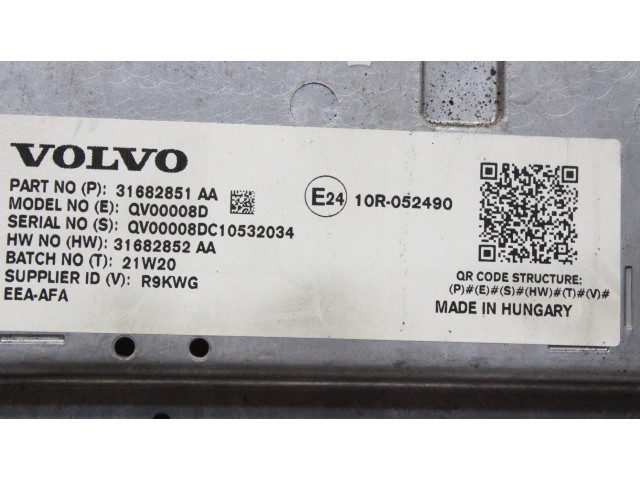 VOLVO
PART NO (P): 31682851 AA
MODEL NO (E): QV00008D
SERIAL NO (S): QV00008DC10532034
HW NO (HW): 31682852 AA
BATCH NO (T): 21W20
SUPPLIER ID (V): R9KWG
EEA-AFA
E24 10R-052490
QR CODE STRUCTURE:
(P)#(E)#(S)#(HW)#(T)#(V)#
MADE IN HUNGARY